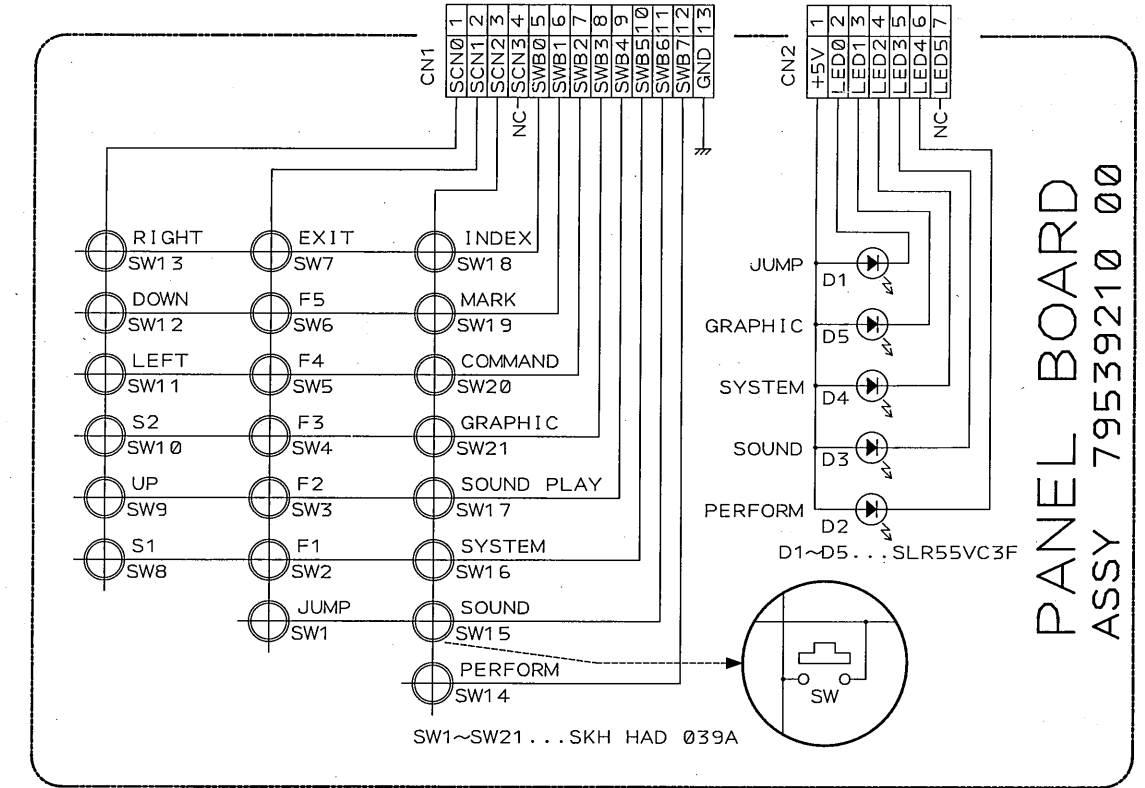 CN1
SCN0 1
SCN1 2
SCN2 3
SCN3 4
SWB0 5
SWB1 6
SWB2 7
SWB3 8
SWB4 9
SWB5 10
SWB6 11
SWB7 12
GND 13
NC
CN2
+5V 1
LED0 2
LED1 3
LED2 4
LED3 5
LED4 6
LED5 7
NC
RIGHT
SW13
EXIT
SW7
INDEX
SW18
DOWN
SW12
F5
SW6
MARK
SW19
LEFT
SW11
F4
SW5
COMMAND
SW20
S2
SW10
F3
SW4
GRAPHIC
SW21
UP
SW9
F2
SW3
SOUND PLAY
SW17
S1
SW8
F1
SW2
SYSTEM
SW16
JUMP
SW1
SOUND
SW15
PERFORM
SW14
SW1~SW21...SKH HAD 039A
JUMP
D1
GRAPHIC
D5
SYSTEM
D4
SOUND
D3
PERFORM
D2
D1~D5...SLR55VC3F
SW
PANEL BOARD
ASSY 79539210 00